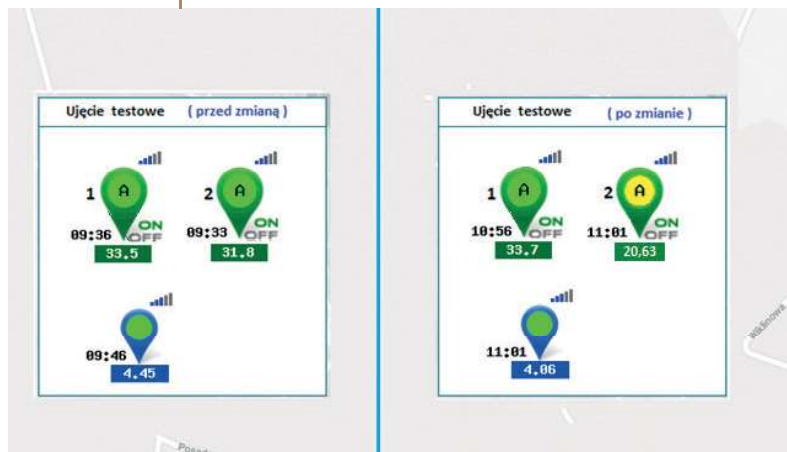 Ujęcie testowe ( przed zmianą )
1 A
2 A
09:36 ON OFF
09:33 ON OFF
33.5
31.8
09:46
4.45
Ujęcie testowe ( po zmianie )
1 A
2 A
10:56 ON OFF
11:01 ON OFF
33.7
20,63
11:01
4.06
Wiklinowa